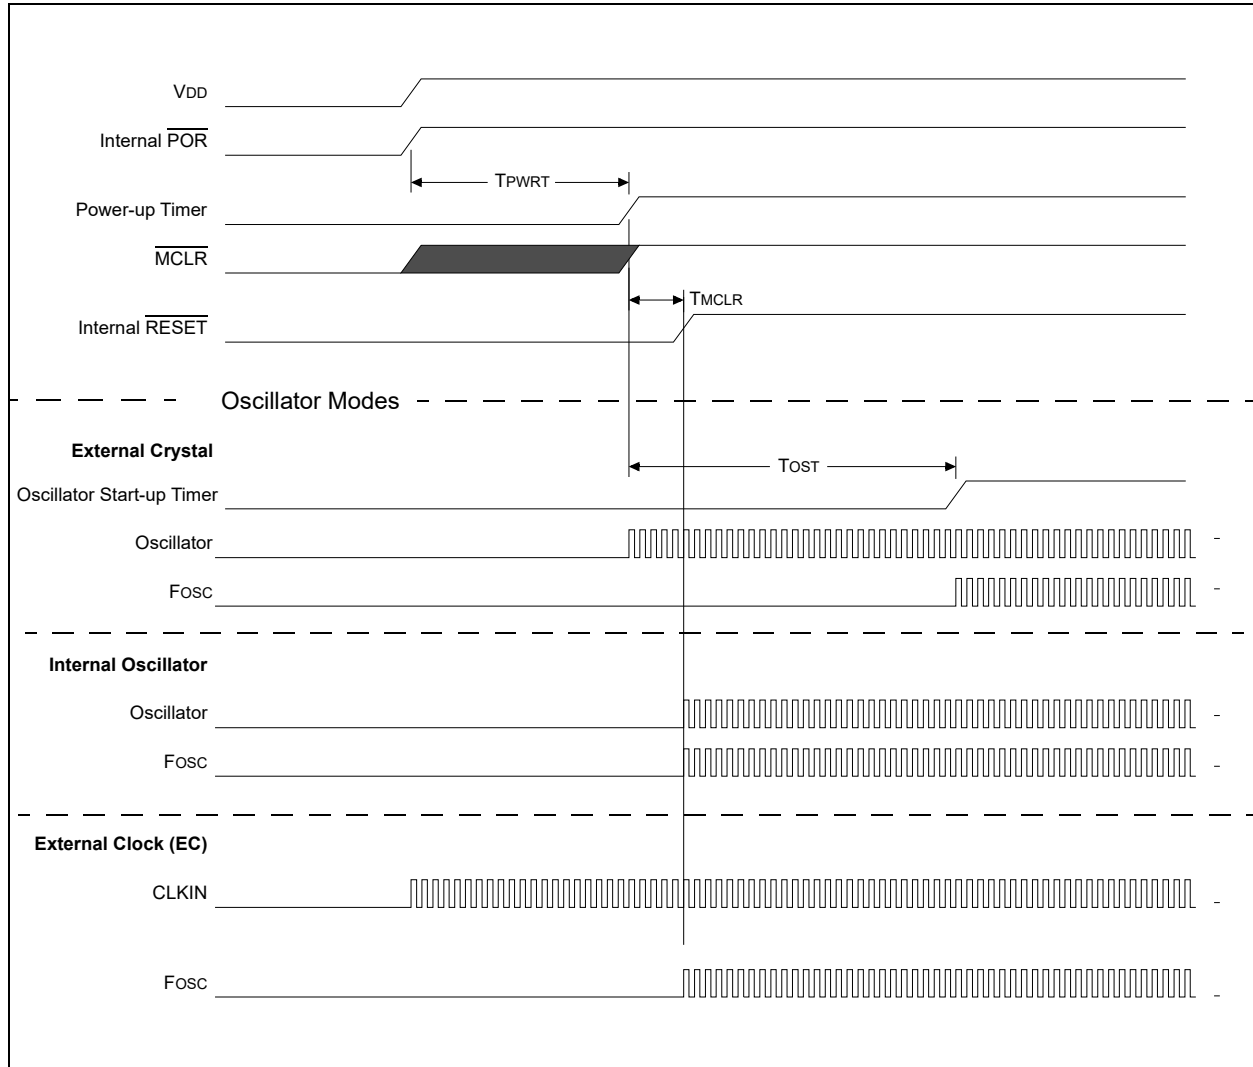 VDD
Internal POR
TPWRT
Power-up Timer
MCLR
TMCLR
Internal RESET
Oscillator Modes
External Crystal
TOST
Oscillator Start-up Timer
Oscillator
FOSC
Internal Oscillator
Oscillator
FOSC
External Clock (EC)
CLKIN
FOSC